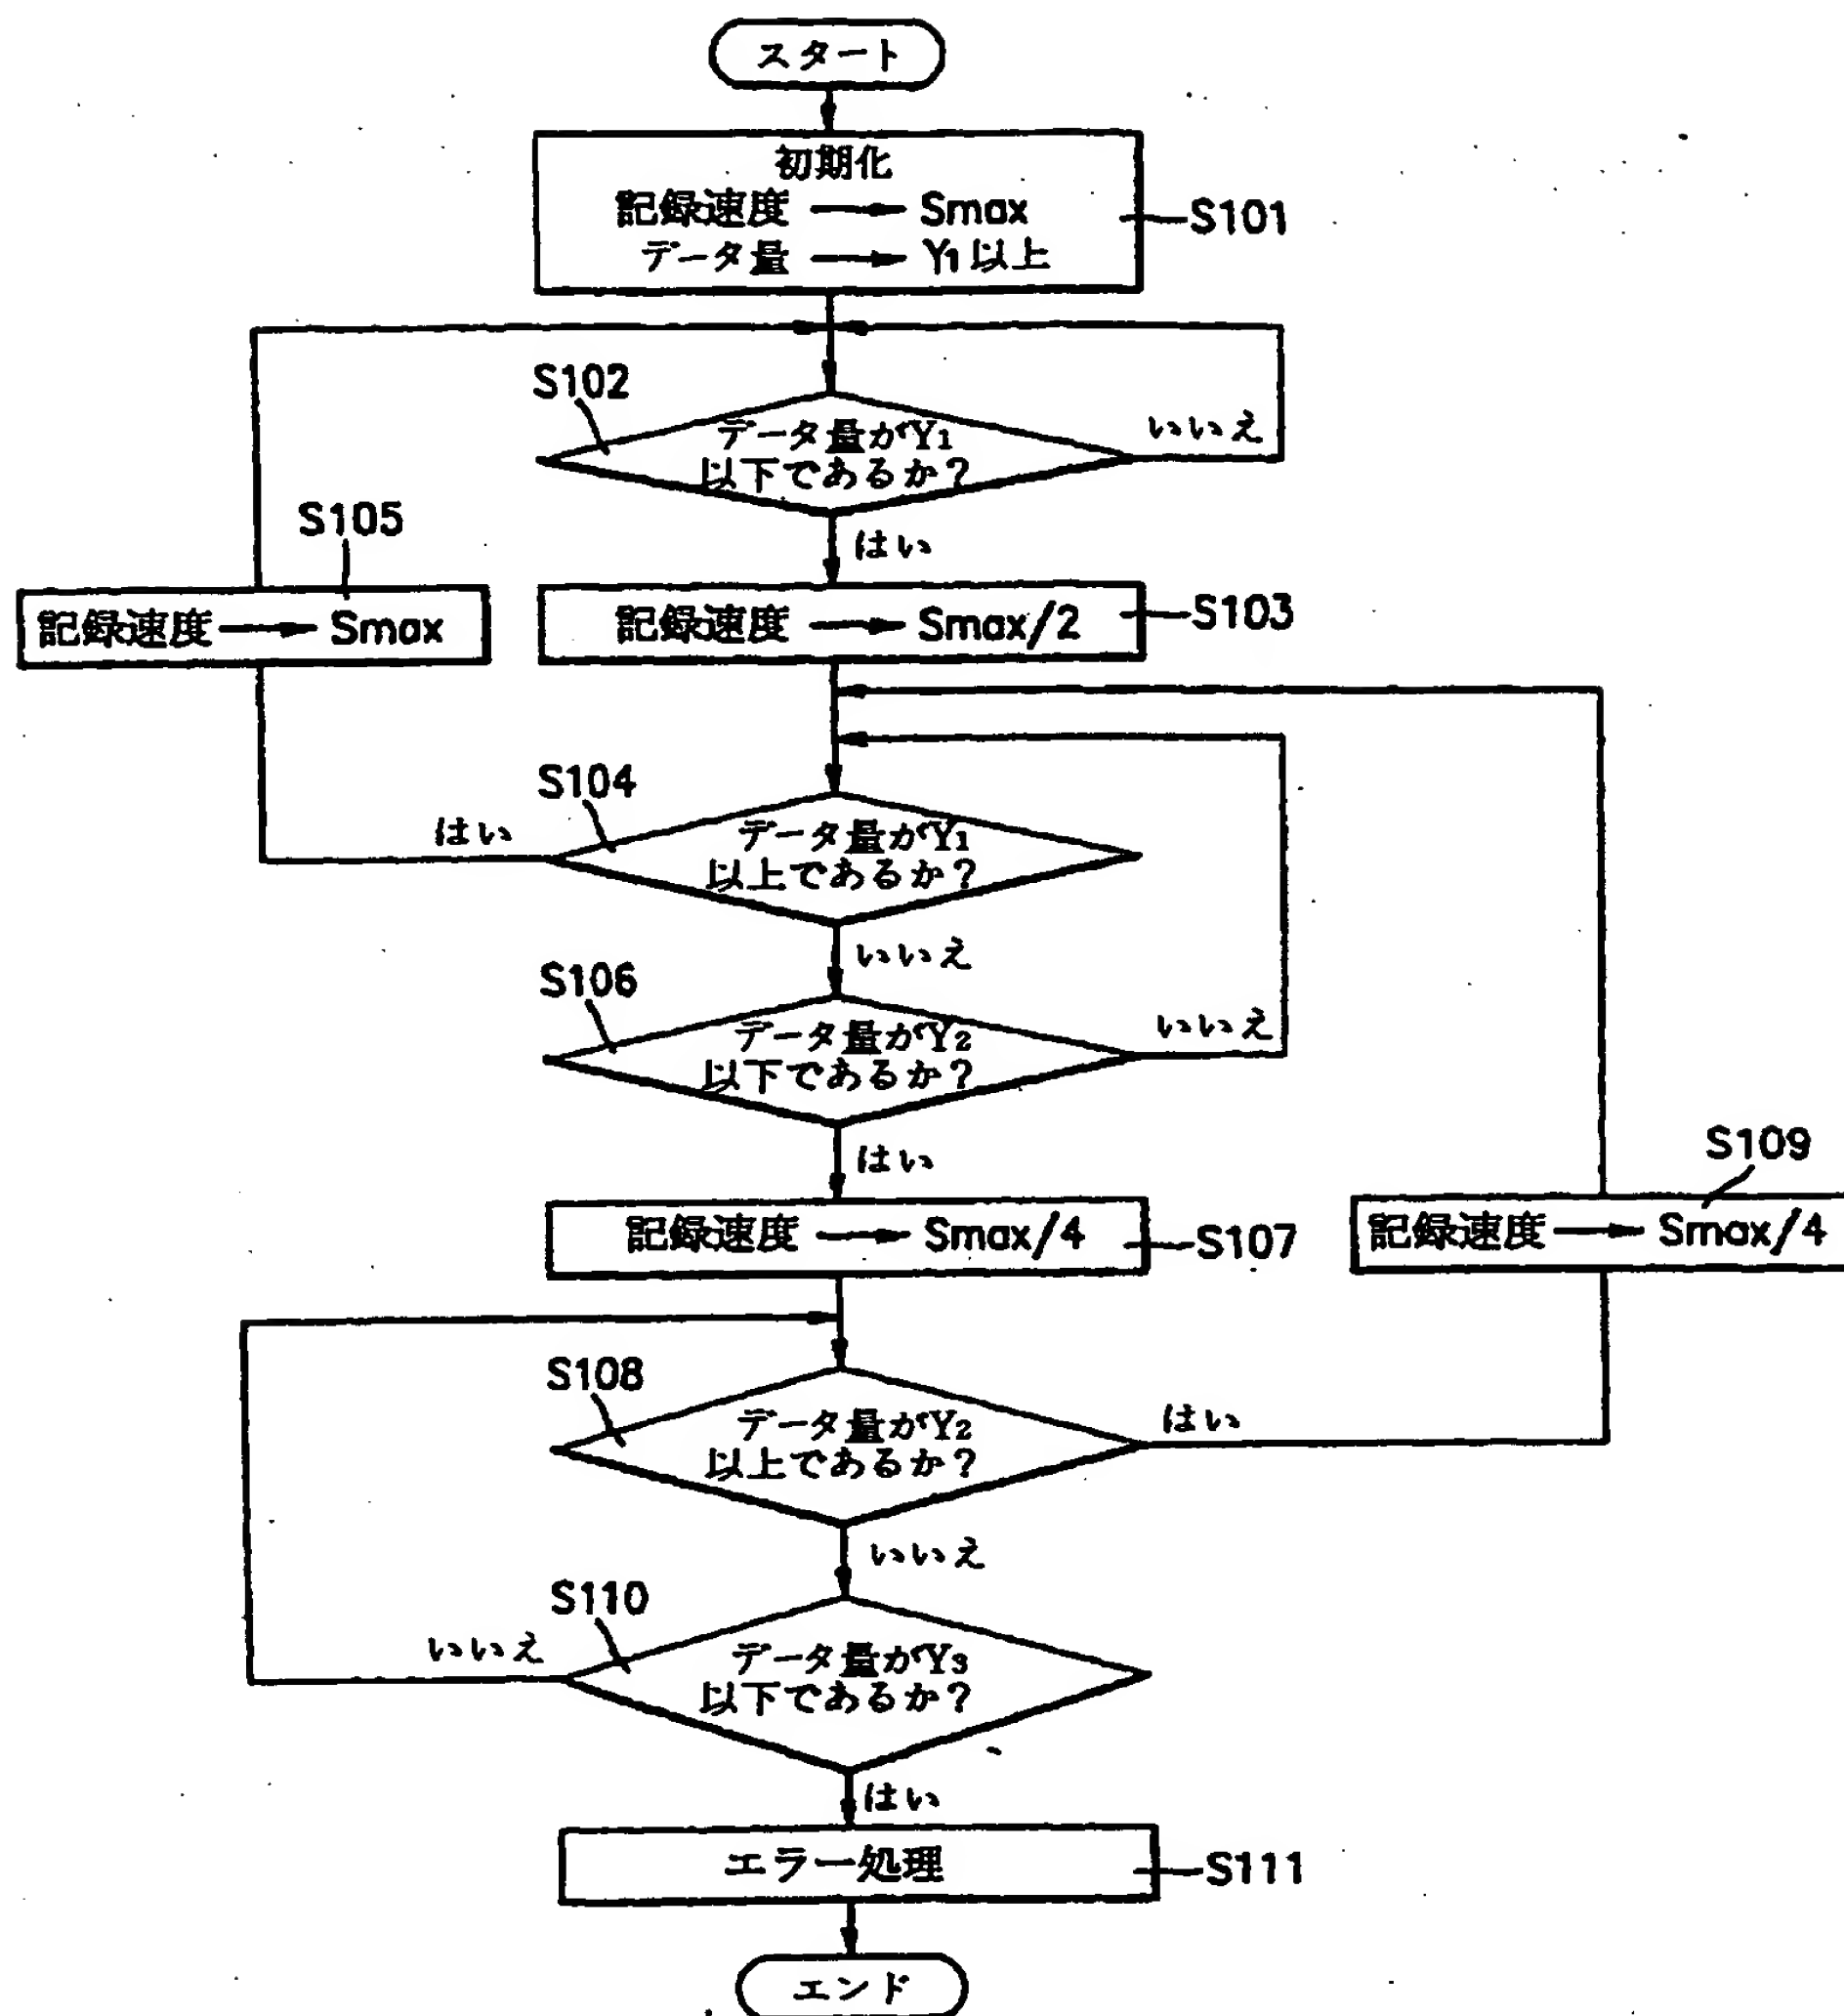 スタート
初期化
記録速度 → Smax
データ量 → Y1以上
S101
S102
データ量がY1
以下であるか?
いいえ
はい
S105
記録速度 → Smax
記録速度 → Smax/2
S103
S104
はい
データ量がY1
以上であるか?
いいえ
S106
データ量がY2
以下であるか?
いいえ
はい
記録速度 → Smax/4
S107
S109
記録速度 → Smax/4
S108
データ量がY2
以上であるか?
はい
いいえ
S110
いいえ
データ量がY3
以下であるか?
はい
エラー処理
S111
エンド